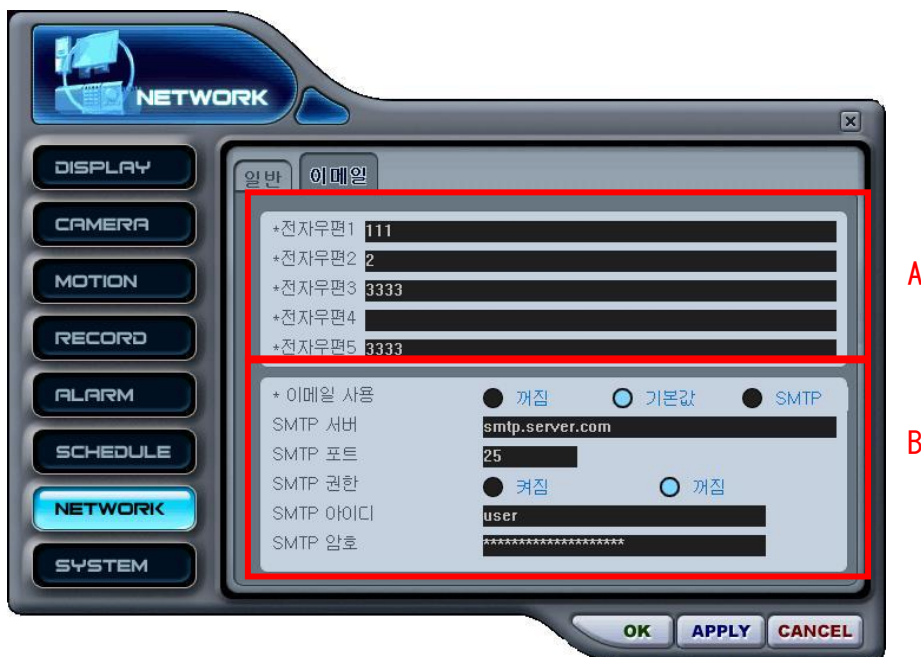 NETWORK
DISPLAY
CAMERA
MOTION
RECORD
ALARM
SCHEDULE
NETWORK
SYSTEM
일반 이메일
*전자우편1 111
*전자우편2 2
*전자우편3 3333
*전자우편4
*전자우편5 3333
A
* 이메일 사용 꺼짐 기본값 SMTP
SMTP 서버 smtp.server.com
SMTP 포트 25
SMTP 권한 켜짐 꺼짐
SMTP 아이디 user
SMTP 암호 ********************
B
OK APPLY CANCEL